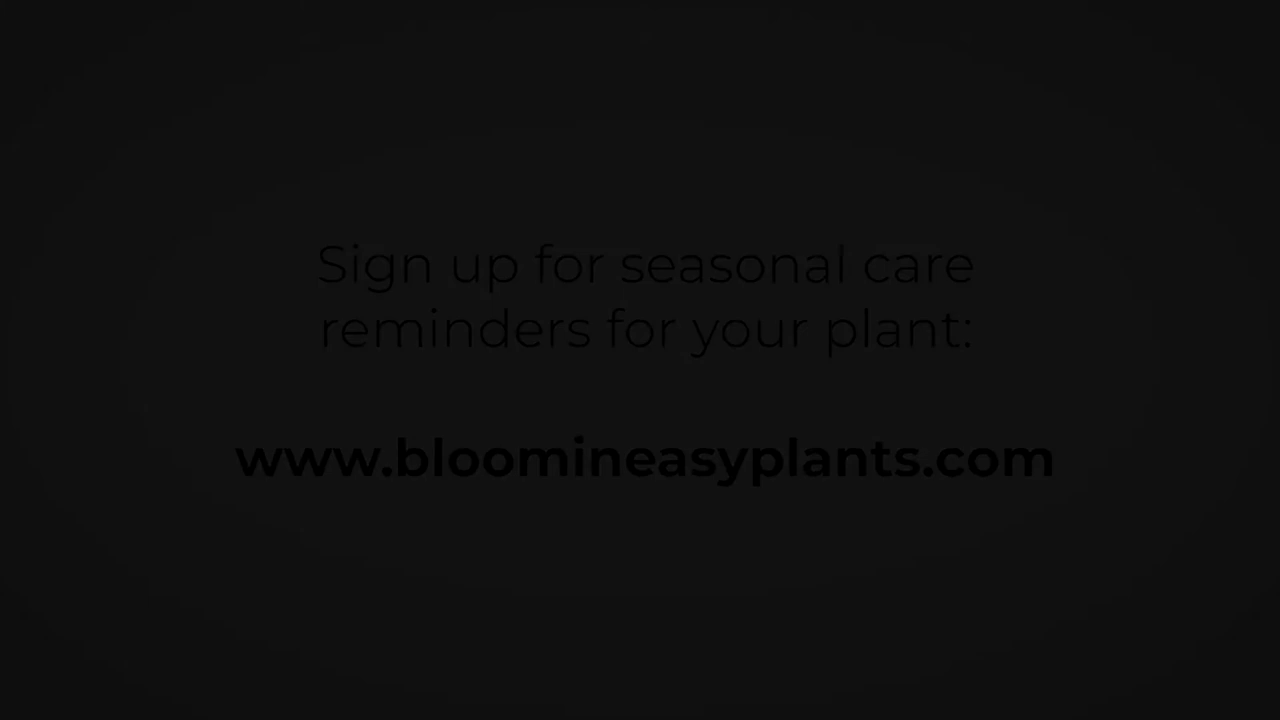 Sign up for seasonal care
reminders for your plant:
www.bloomineasyplants.com